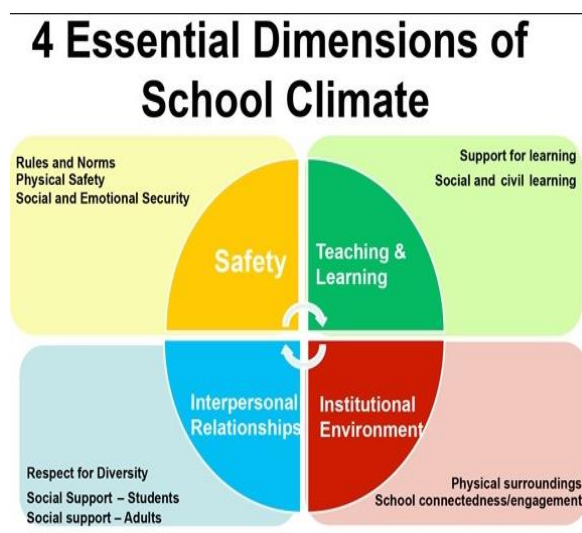 4 Essential Dimensions of
School Climate
Rules and Norms
Physical Safety
Social and Emotional Security
Support for learning
Social and civil learning
Safety
Teaching &
Learning
Interpersonal
Relationships
Institutional
Environment
Respect for Diversity
Social Support – Students
Social support – Adults
Physical surroundings
School connectedness/engagement